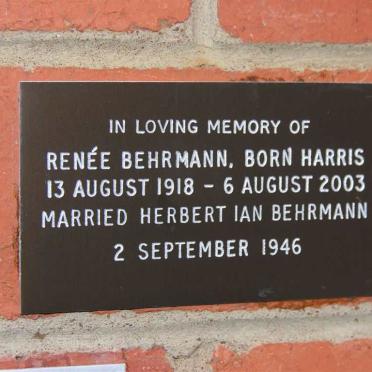 IN LOVING MEMORY OF
RENÉE BEHRMANN, BORN HARRIS
13 AUGUST 1918 - 6 AUGUST 2003
MARRIED HERBERT IAN BEHRMANN
2 SEPTEMBER 1946